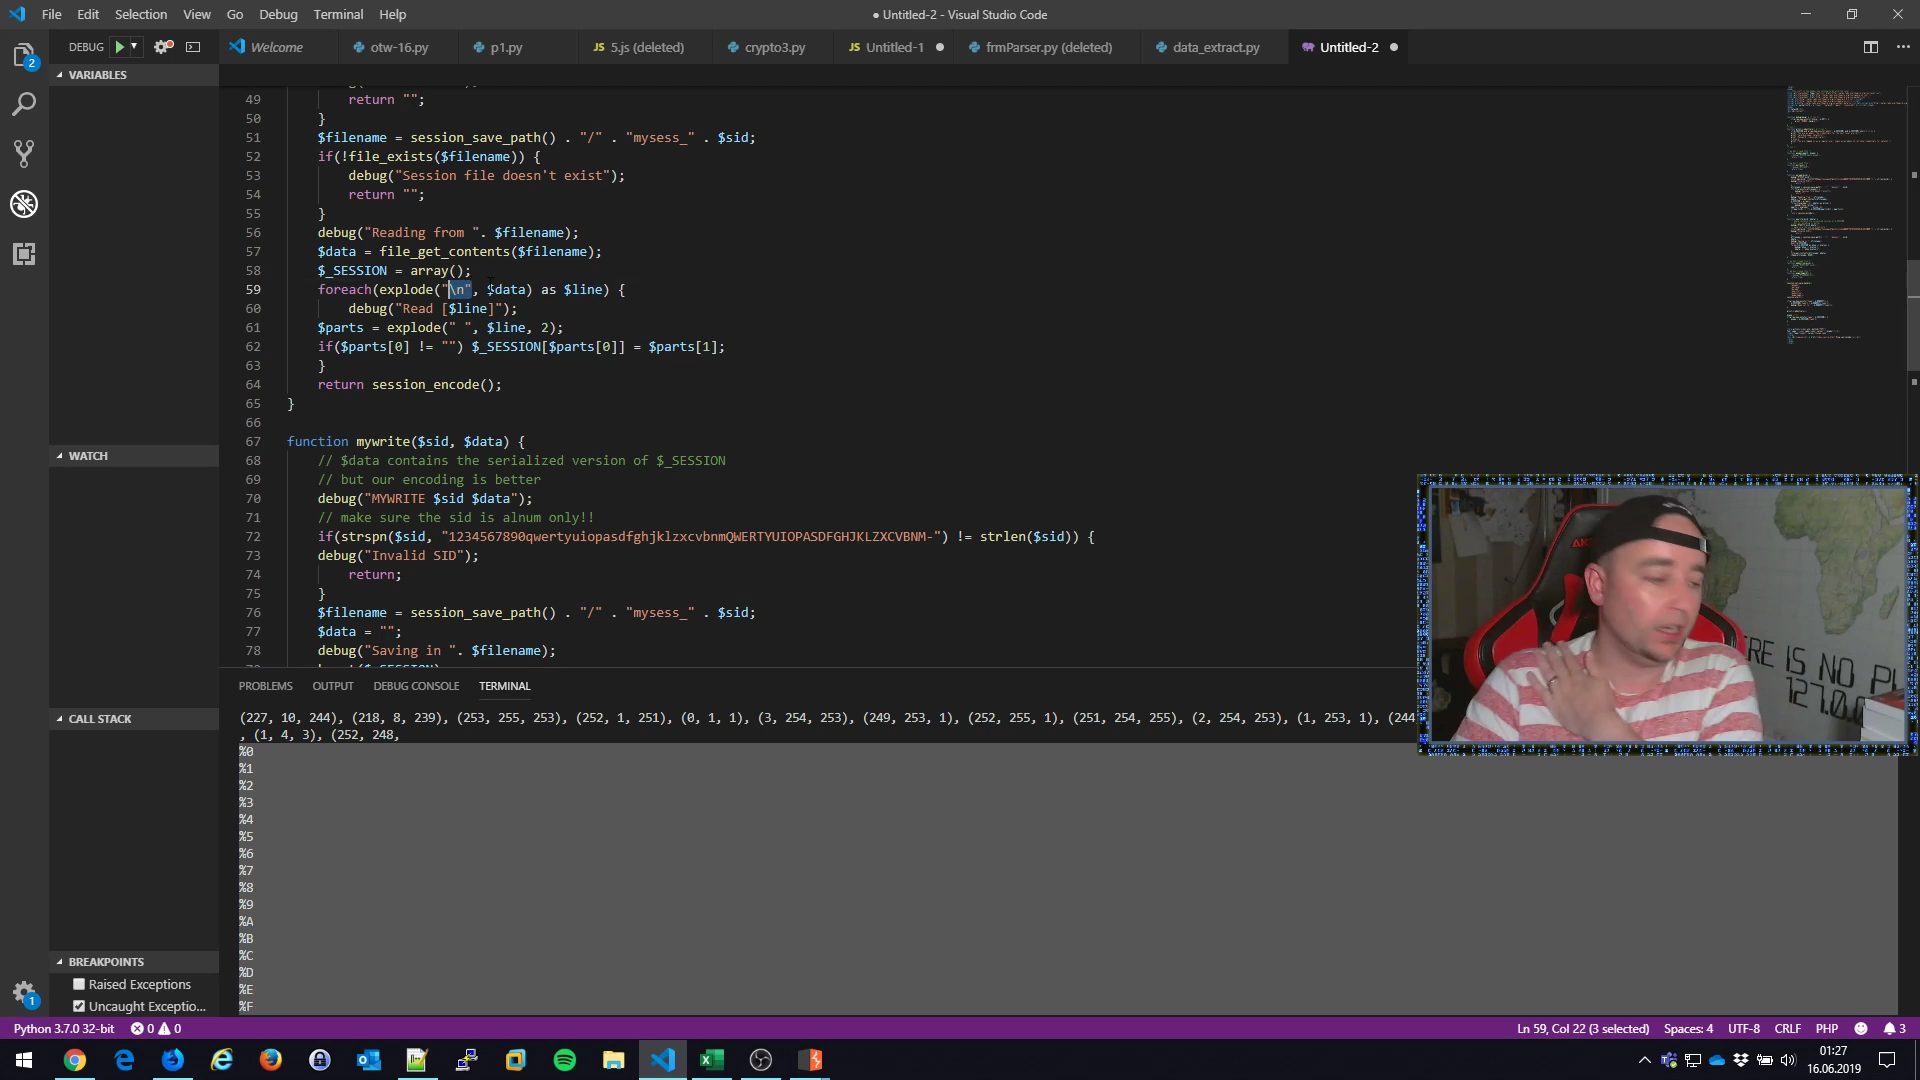 File Edit Selection View Go Debug Terminal Help
● Untitled-2 - Visual Studio Code
DEBUG
2
Welcome
otw-16.py
p1.py
JS 5.js (deleted)
crypto3.py
JS Untitled-1 ●
frmParser.py (deleted)
data_extract.py
Untitled-2 ●
VARIABLES
WATCH
CALL STACK
BREAKPOINTS
Raised Exceptions
Uncaught Exceptio...
1
49 return "";
50 }
51 $filename = session_save_path() . "/" . "mysess_" . $sid;
52 if(!file_exists($filename)) {
53 debug("Session file doesn't exist");
54 return "";
55 }
56 debug("Reading from ". $filename);
57 $data = file_get_contents($filename);
58 $_SESSION = array();
59 foreach(explode("\n", $data) as $line) {
60 debug("Read [$line]");
61 $parts = explode(" ", $line, 2);
62 if($parts[0] != "") $_SESSION[$parts[0]] = $parts[1];
63 }
64 return session_encode();
65 }
66
67 function mywrite($sid, $data) {
68 // $data contains the serialized version of $_SESSION
69 // but our encoding is better
70 debug("MYWRITE $sid $data");
71 // make sure the sid is alnum only!!
72 if(strspn($sid, "1234567890qwertyuiopasdfghjklzxcvbnmQWERTYUIOPASDFGHJKLZXCVBNM-") != strlen($sid)) {
73 debug("Invalid SID");
74 return;
75 }
76 $filename = session_save_path() . "/" . "mysess_" . $sid;
77 $data = "";
78 debug("Saving in ". $filename);
PROBLEMS OUTPUT DEBUG CONSOLE TERMINAL
(227, 10, 244), (218, 8, 239), (253, 255, 253), (252, 1, 251), (0, 1, 1), (3, 254, 253), (249, 253, 1), (252, 255, 1), (251, 254, 255), (2, 254, 253), (1, 253, 1), (244
, (1, 4, 3), (252, 248,
%0
%1
%2
%3
%4
%5
%6
%7
%8
%9
%A
%B
%C
%D
%E
%F
127.0.0
Python 3.7.0 32-bit 0 0
Ln 59, Col 22 (3 selected) Spaces: 4 UTF-8 CRLF PHP 3
01:27
16.06.2019